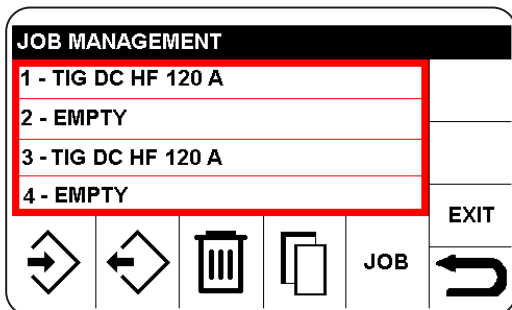 JOB MANAGEMENT
1 - TIG DC HF 120 A
2 - EMPTY
3 - TIG DC HF 120 A
4 - EMPTY
EXIT
JOB